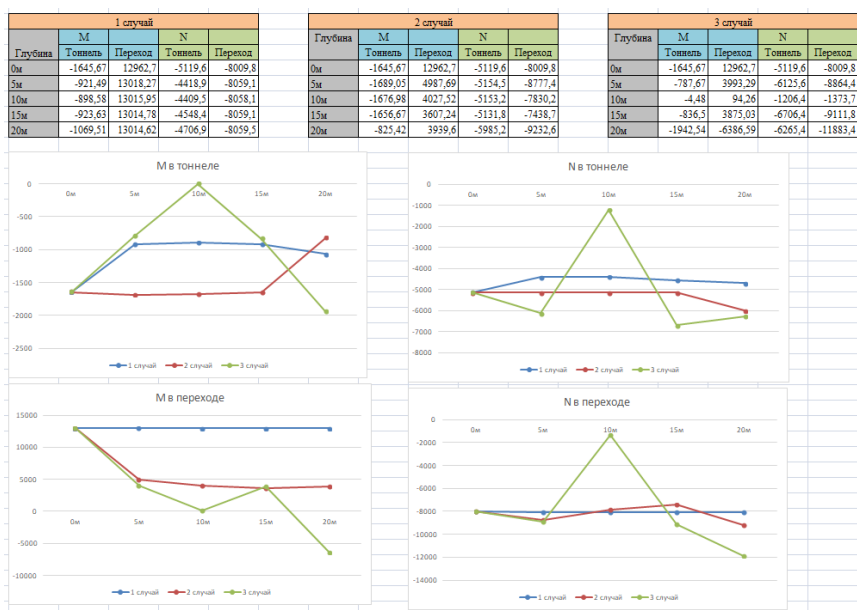 1 случай
M N
Глубина Тоннель Переход Тоннель Переход
0м -1645,67 12962,7 -5119,6 -8009,8
5м -921,49 13018,27 -4418,9 -8059,1
10м -898,58 13015,95 -4409,5 -8058,1
15м -923,63 13014,78 -4548,4 -8059,1
20м -1069,51 13014,62 -4706,9 -8059,5
2 случай
Глубина M N
Тоннель Переход Тоннель Переход
0м -1645,67 12962,7 -5119,6 -8009,8
5м -1689,05 4987,69 -5154,5 -8777,4
10м -1676,98 4027,52 -5153,2 -7830,2
15м -1656,67 3607,24 -5131,8 -7438,7
20м -825,42 3939,6 -5985,2 -9232,6
3 случай
Глубина M N
Тоннель Переход Тоннель Переход
0м -1645,67 12962,7 -5119,6 -8009,8
5м -787,67 3993,29 -6125,6 -8864,4
10м -4,48 94,26 -1206,4 -1373,7
15м -836,5 3875,03 -6706,4 -9111,8
20м -1942,54 -6386,59 -6265,4 -11883,4
М в тоннеле
0
0м 5м 10м 15м 20м
-500
-1000
-1500
-2000
-2500
1 случай 2 случай 3 случай
N в тоннеле
0
0м 5м 10м 15м 20м
-1000
-2000
-3000
-4000
-5000
-6000
-7000
-8000
1 случай 2 случай 3 случай
М в переходе
15000
10000
5000
0
0м 5м 10м 15м 20м
-5000
-10000
1 случай 2 случай 3 случай
N в переходе
0
0м 5м 10м 15м 20м
-2000
-4000
-6000
-8000
-10000
-12000
-14000
1 случай 2 случай 3 случай